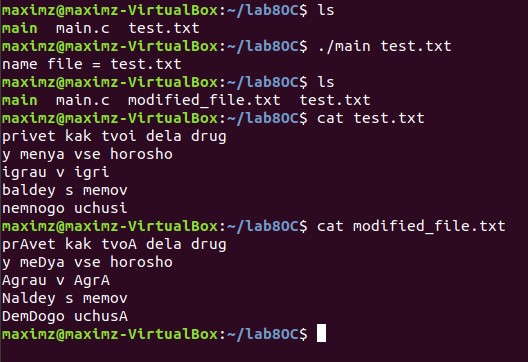 maximz@maximz-VirtualBox:~/lab8OC$ ls
main  main.c  test.txt
maximz@maximz-VirtualBox:~/lab8OC$ ./main test.txt
name file = test.txt
maximz@maximz-VirtualBox:~/lab8OC$ ls
main  main.c  modified_file.txt  test.txt
maximz@maximz-VirtualBox:~/lab8OC$ cat test.txt
privet kak tvoi dela drug
y menya vse horosho
igrau v igri
baldey s memov
nemnogo uchusi
maximz@maximz-VirtualBox:~/lab8OC$ cat modified_file.txt
prAvet kak tvoA dela drug
y meDya vse horosho
Agrau v AgrA
Naldey s memov
DemDogo uchusA
maximz@maximz-VirtualBox:~/lab8OC$